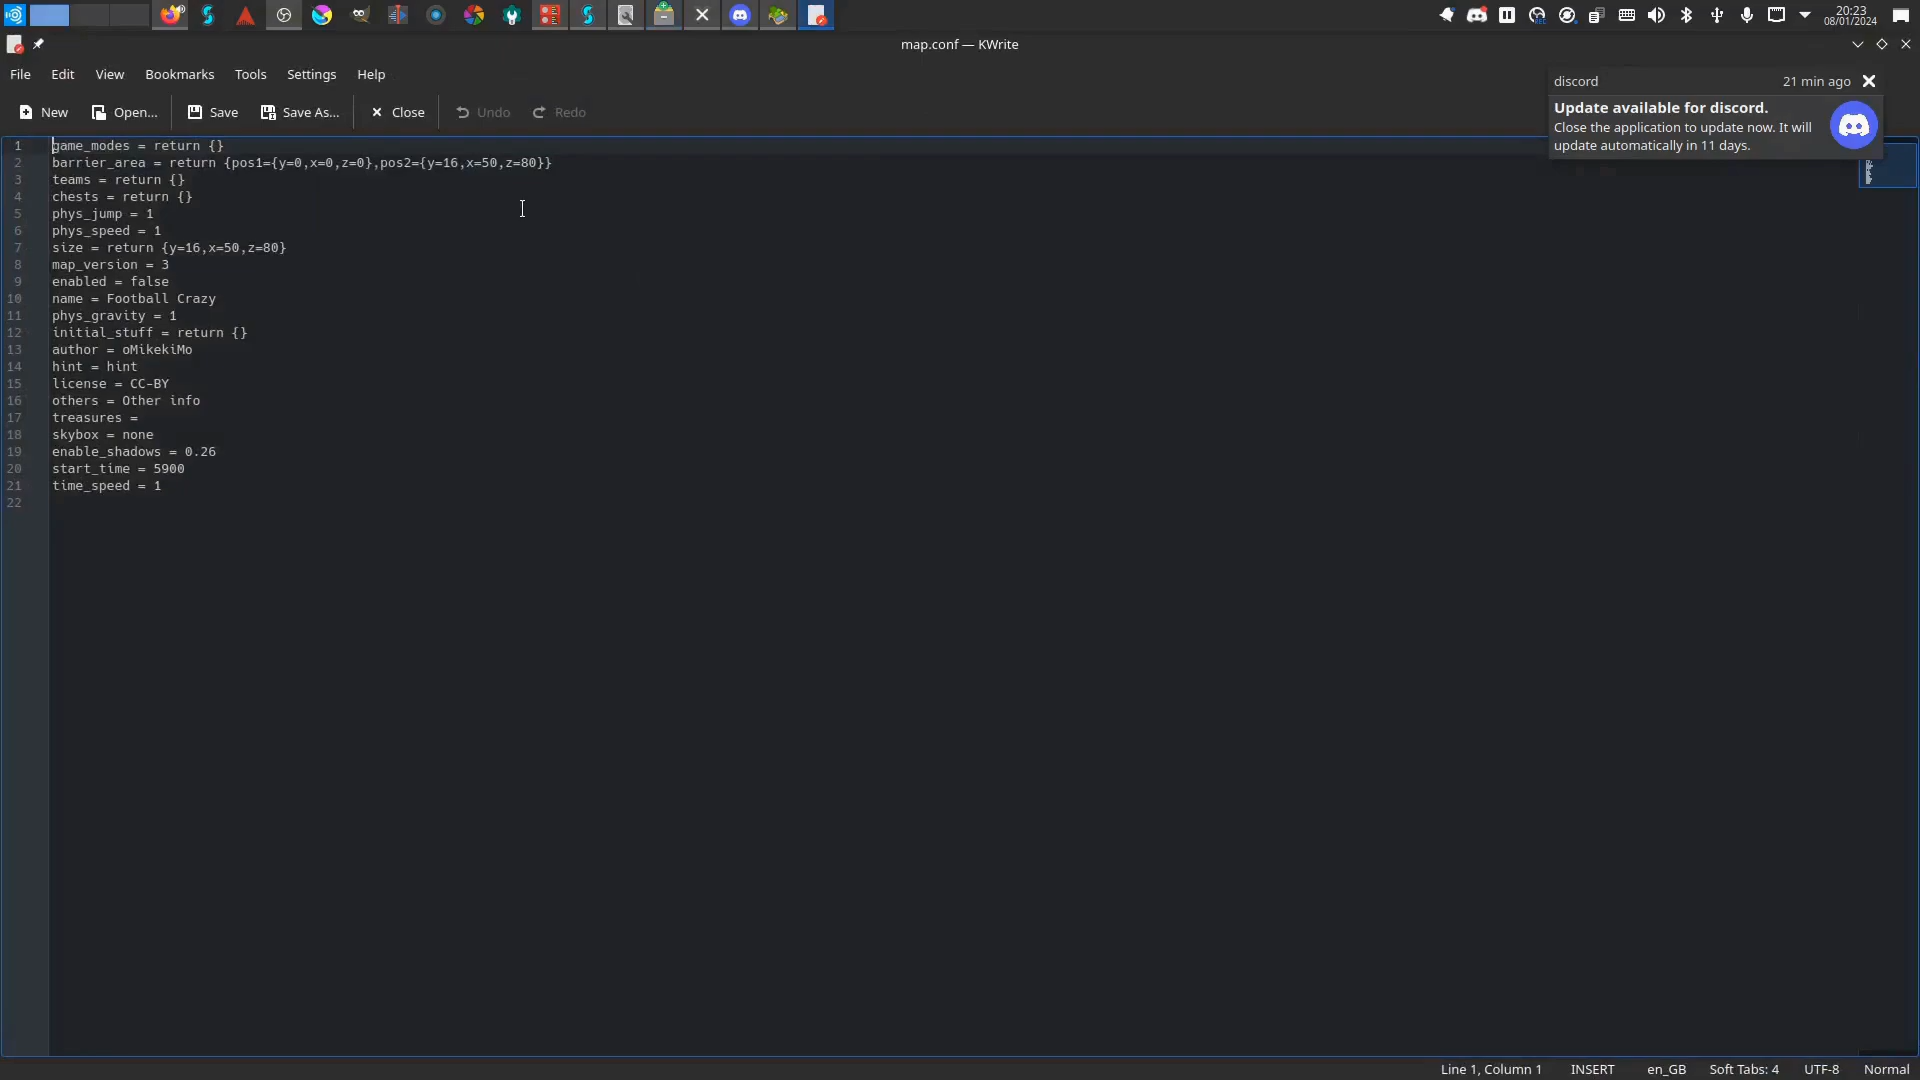 20:23
08/01/2024
map.conf — KWrite
File Edit View Bookmarks Tools Settings Help
New Open... Save Save As... Close Undo Redo
discord 21 min ago
Update available for discord.
Close the application to update now. It will
update automatically in 11 days.
1 game_modes = return {}
2 barrier_area = return {pos1={y=0,x=0,z=0},pos2={y=16,x=50,z=80}}
3 teams = return {}
4 chests = return {}
5 phys_jump = 1
6 phys_speed = 1
7 size = return {y=16,x=50,z=80}
8 map_version = 3
9 enabled = false
10 name = Football Crazy
11 phys_gravity = 1
12 initial_stuff = return {}
13 author = oMikekiMo
14 hint = hint
15 license = CC-BY
16 others = Other info
17 treasures =
18 skybox = none
19 enable_shadows = 0.26
20 start_time = 5900
21 time_speed = 1
22
Line 1, Column 1 INSERT en_GB Soft Tabs: 4 UTF-8 Normal